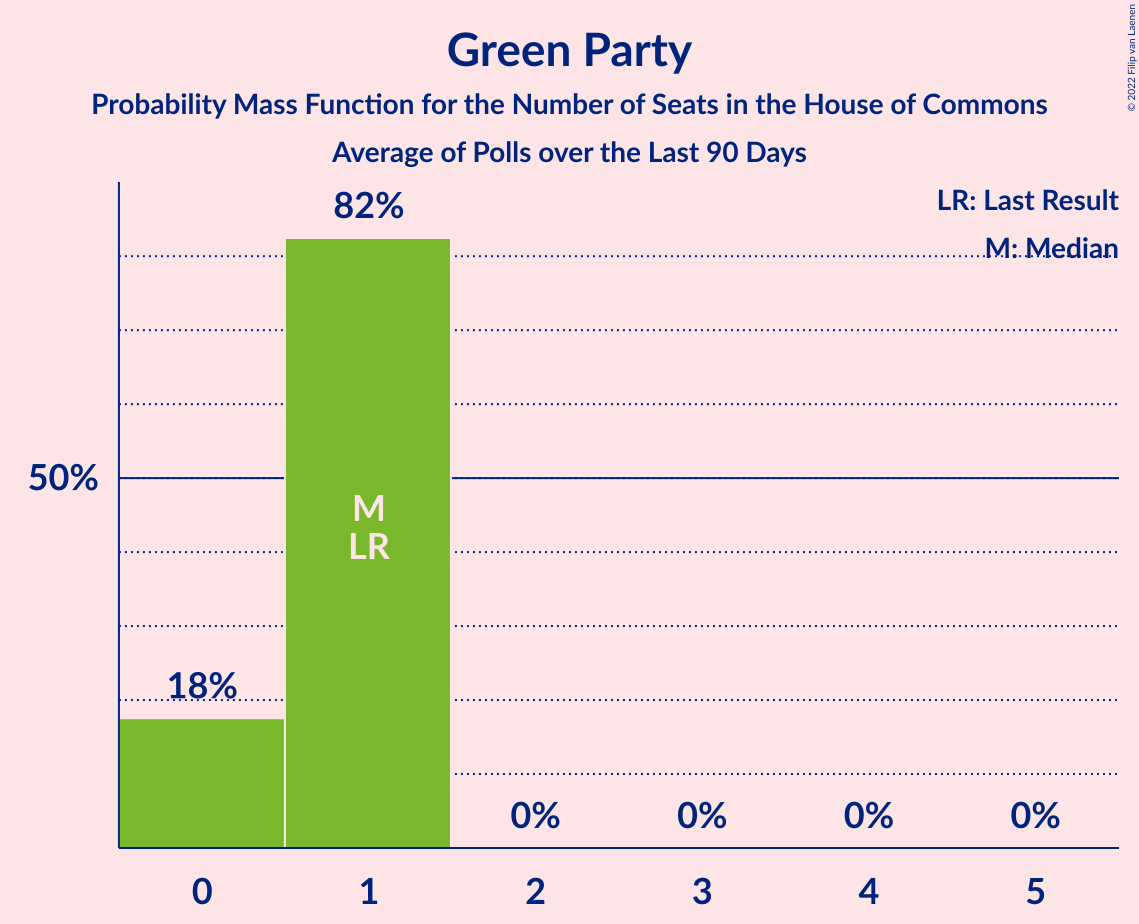 Green Party
Probability Mass Function for the Number of Seats in the House of Commons
Average of Polls over the Last 90 Days
© 2022 Filip van Laenen
LR: Last Result
M: Median
82%
50%
M
LR
18%
0%
0%
0%
0%
0
1
2
3
4
5